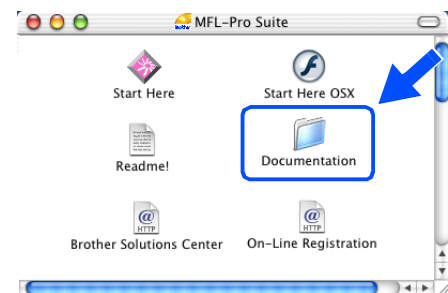 MFL-Pro Suite
Start Here
Start Here OSX
Readme!
Documentation
@
HTTP
@
HTTP
Brother Solutions Center
On-Line Registration